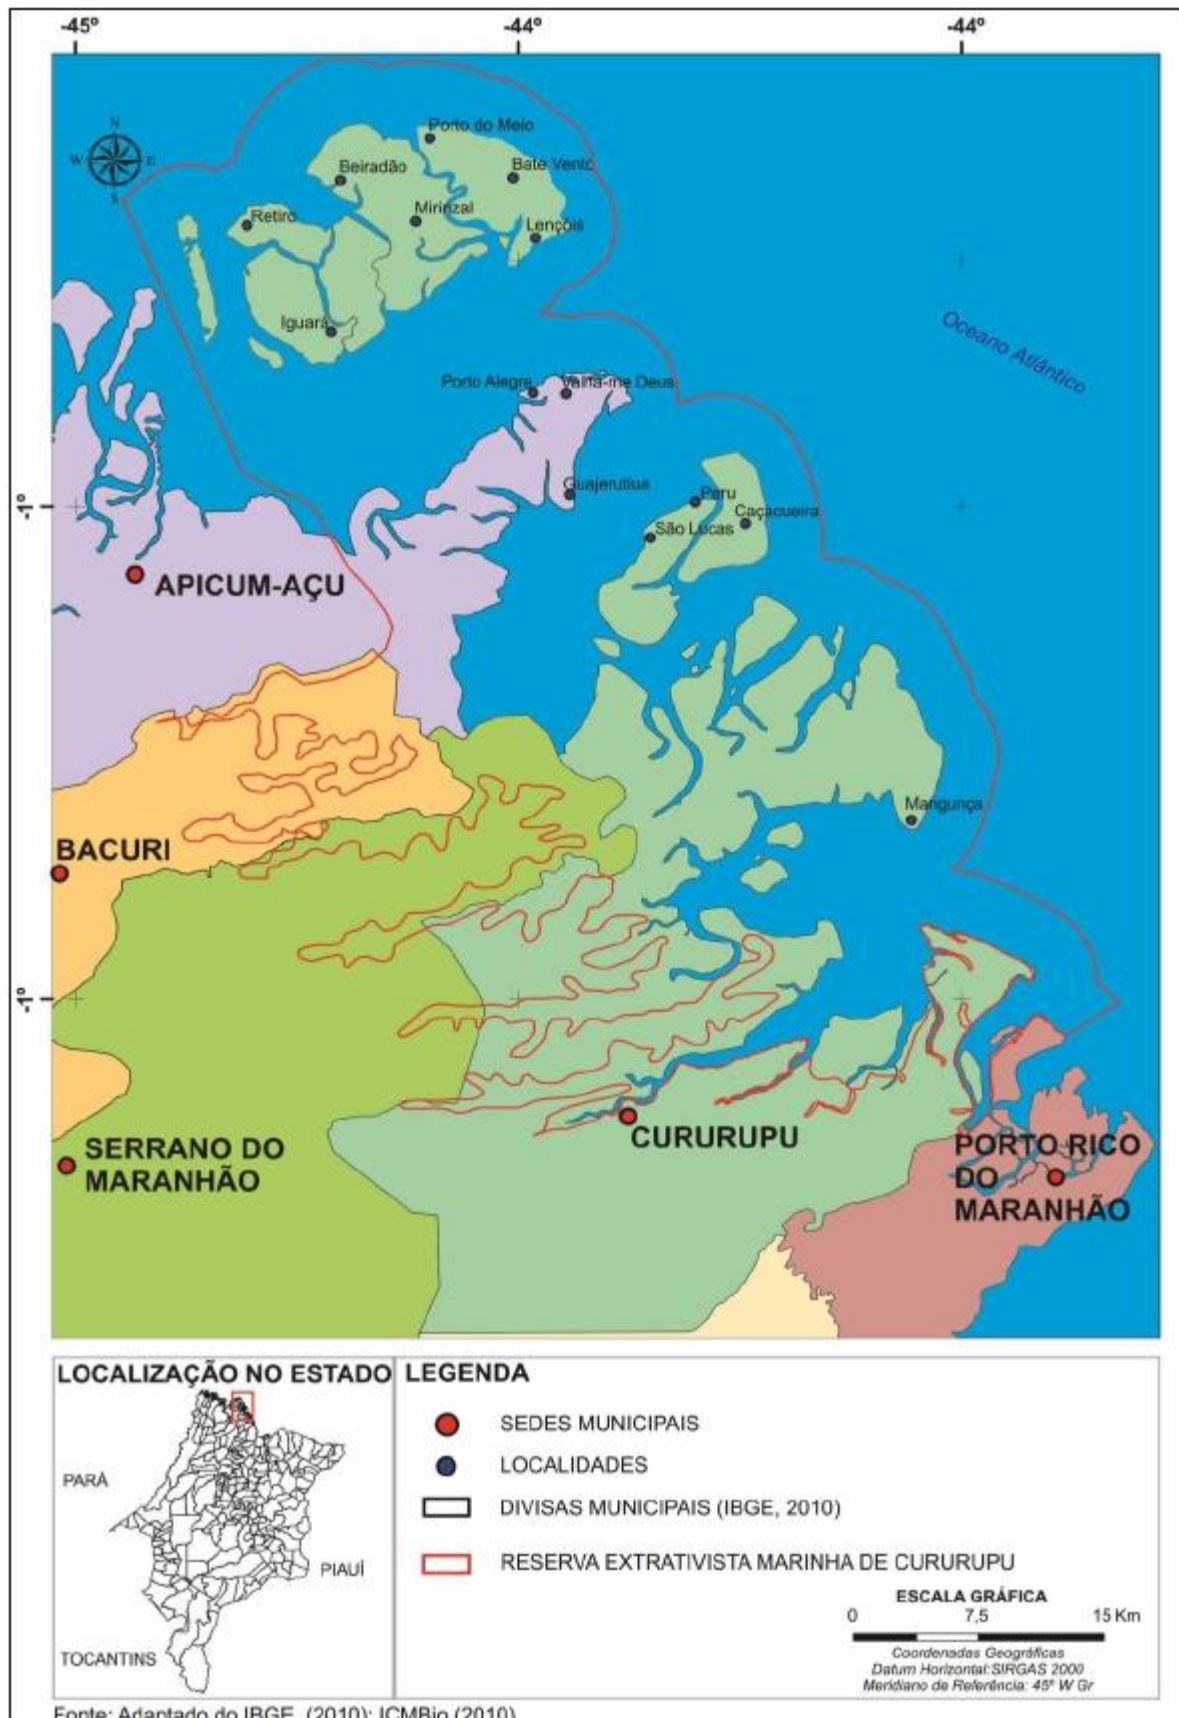 -45º
-44º
-44º
N
W
E
S
Porto do Meio
Beiradão
Bate Vento
Retiro
Mirinzal
Lençóis
Iguará
Oceano Atlântico
Porto Alegre
Valha-me Deus
Guajerutiua
-1º
Peru
Caçacueira
São Lucas
APICUM-AÇU
Mangunça
BACURI
-1º
CURURUPU
SERRANO DO
MARANHÃO
PORTO RICO
DO
MARANHÃO
LOCALIZAÇÃO NO ESTADO
PARÁ
PIAUÍ
TOCANTINS
LEGENDA
SEDES MUNICIPAIS
LOCALIDADES
DIVISAS MUNICIPAIS (IBGE, 2010)
RESERVA EXTRATIVISTA MARINHA DE CURURUPU
ESCALA GRÁFICA
0 7,5 15 Km
Coordenadas Geográficas
Datum Horizontal:SIRGAS 2000
Meridiano de Referência: 45º W Gr
Fonte: Adaptado do IBGE, (2010); ICMBio (2010)